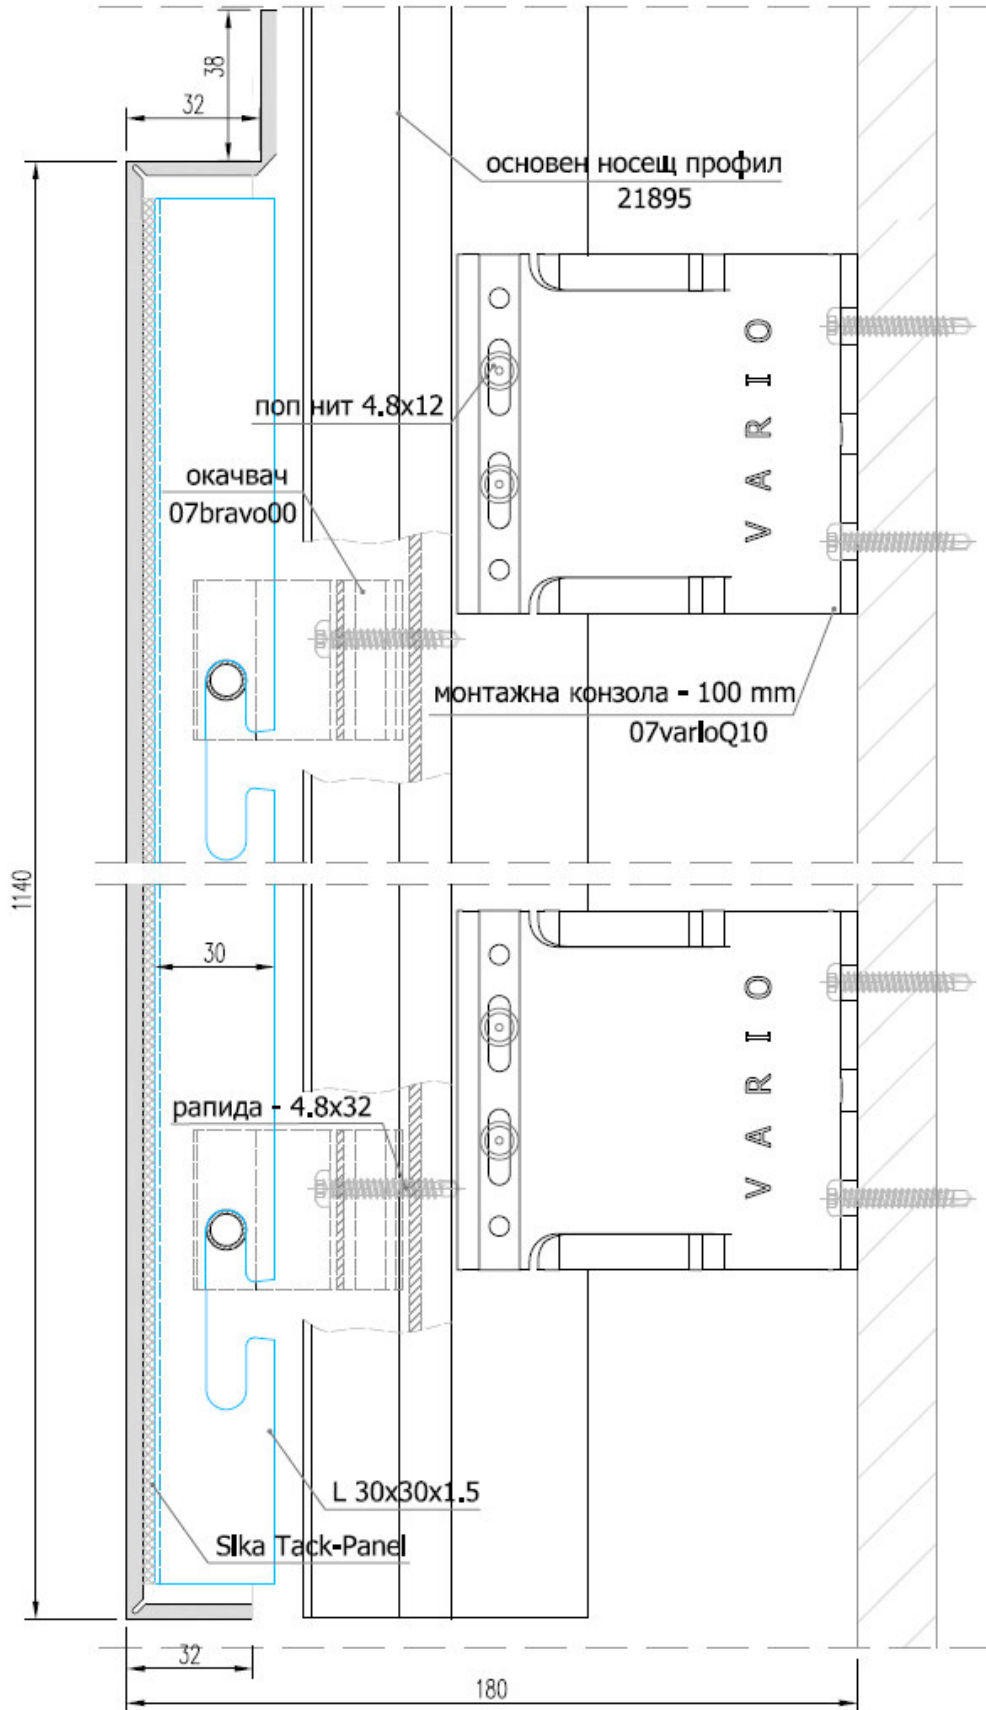 38
32
основен носещ профил
21895
VARIO
поп нит 4.8x12
окачвач
07bravo00
монтажна конзола - 100 mm
07varioQ10
1140
30
VARIO
рапида - 4.8x32
L 30x30x1.5
Sika Tack-Panel
32
180